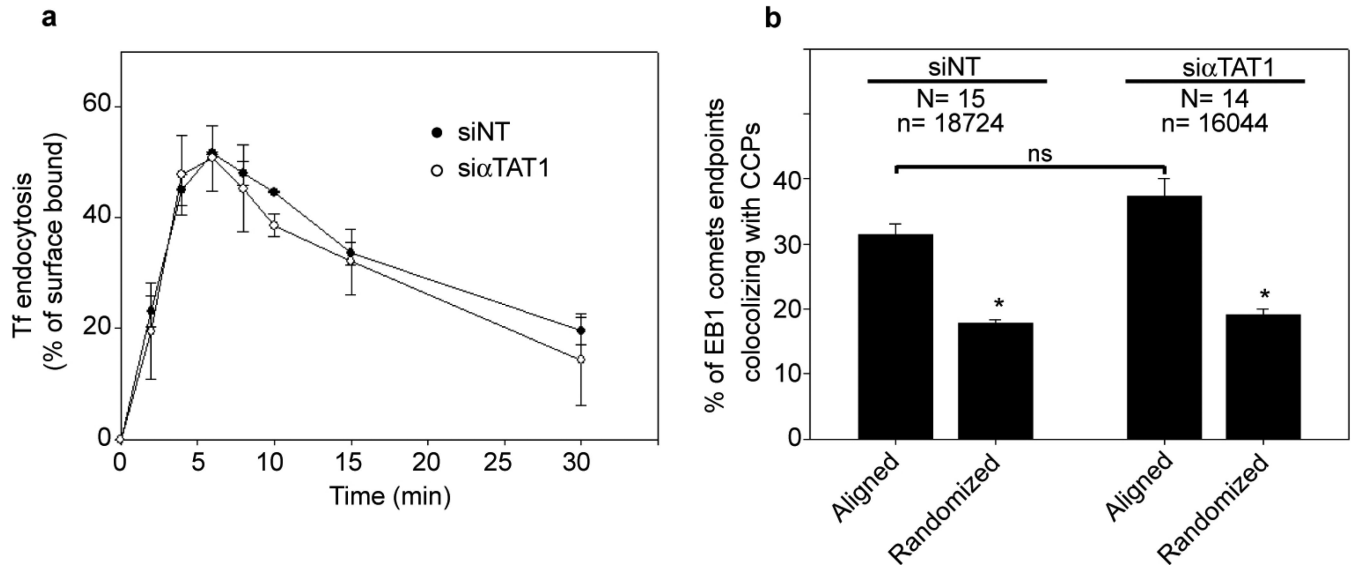 a
Tf endocytosis
(% of surface bound)
60
40
20
0
siNT
siαTAT1
0 5 10 15 20 25 30
Time (min)
b
% of EB1 comets endpoints
colocolizing with CCPs
40
30
20
10
0
siNT
N= 15
n= 18724
siαTAT1
N= 14
n= 16044
ns
*
*
Aligned
Randomized
Aligned
Randomized